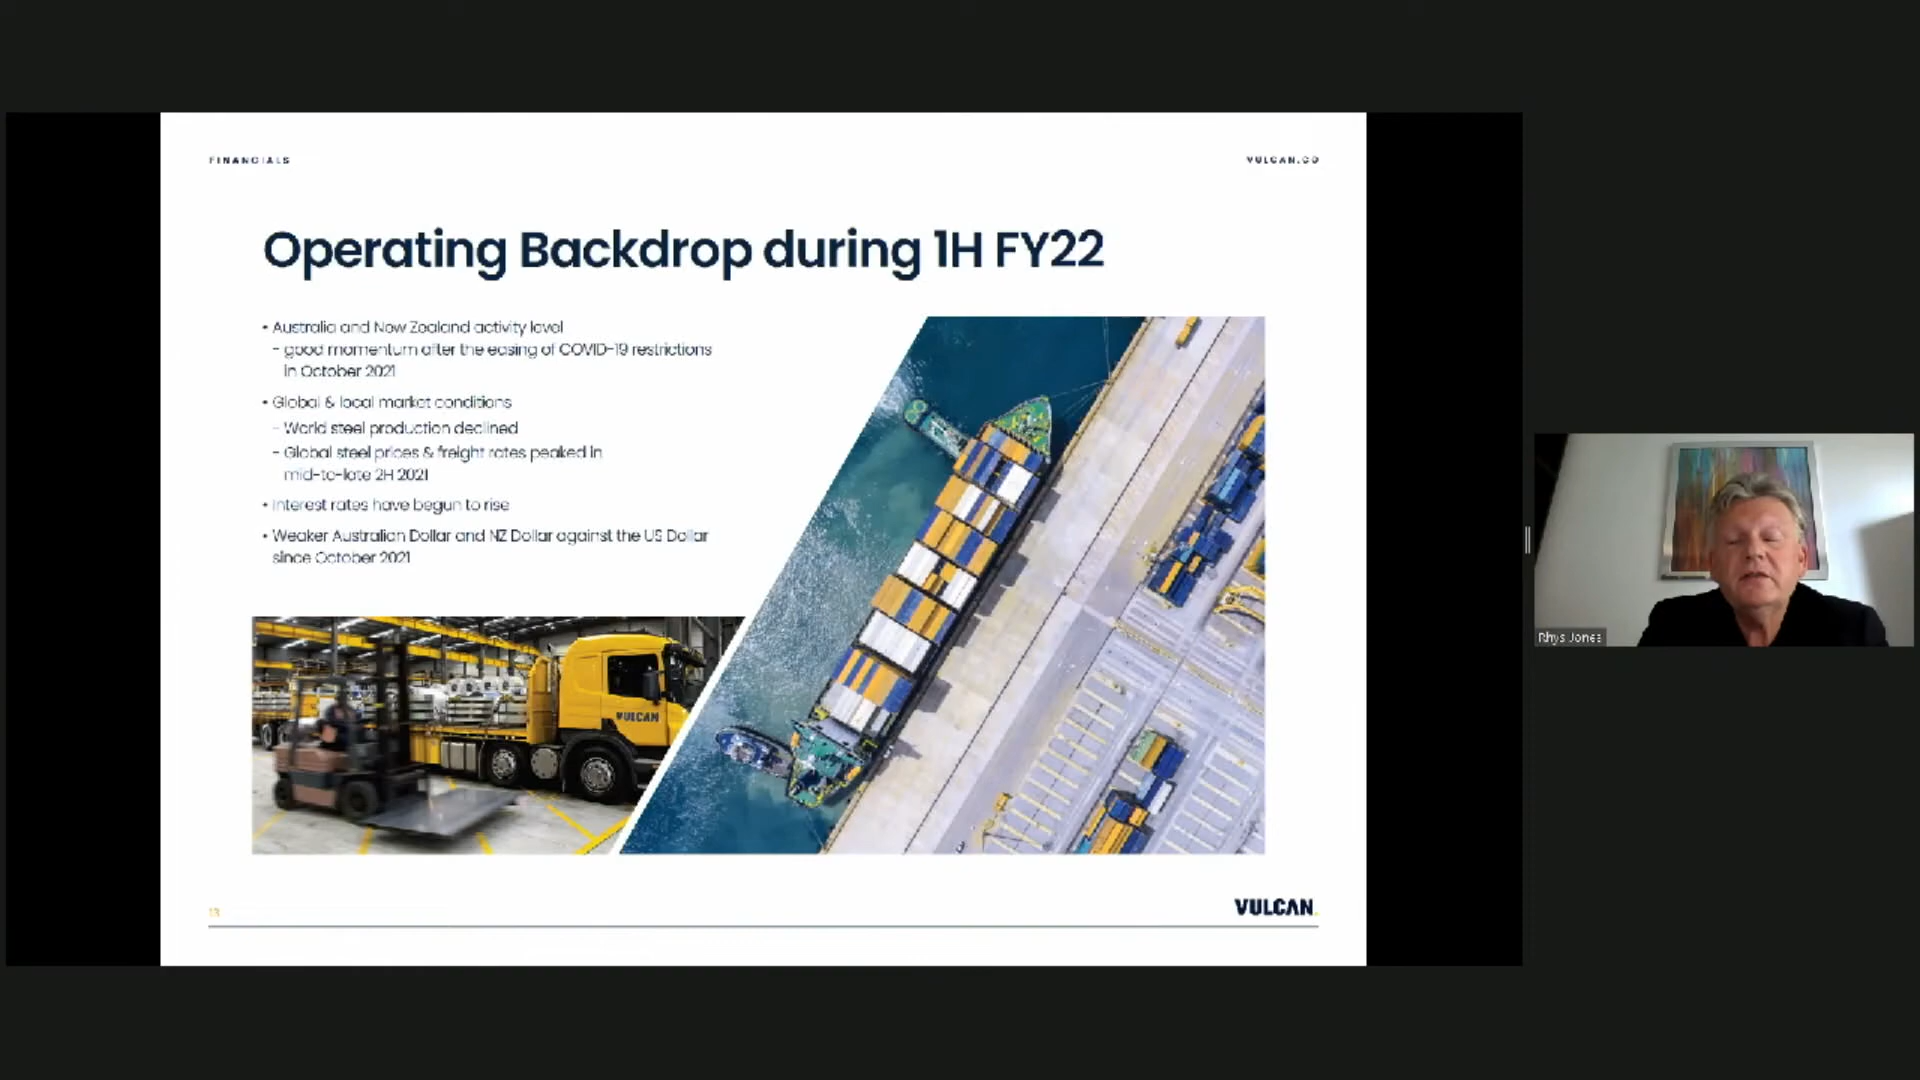 FINANCIALS
VULCAN.CO
Operating Backdrop during 1H FY22
• Australia and New Zealand activity level
- good momentum after the easing of COVID-19 restrictions
in October 2021
• Global & local market conditions
- World steel production declined
- Global steel prices & freight rates peaked in
mid-to-late 2H 2021
• Interest rates have begun to rise
• Weaker Australian Dollar and NZ Dollar against the US Dollar
since October 2021
VULCAN
13
VULCAN.
Rhys Jones